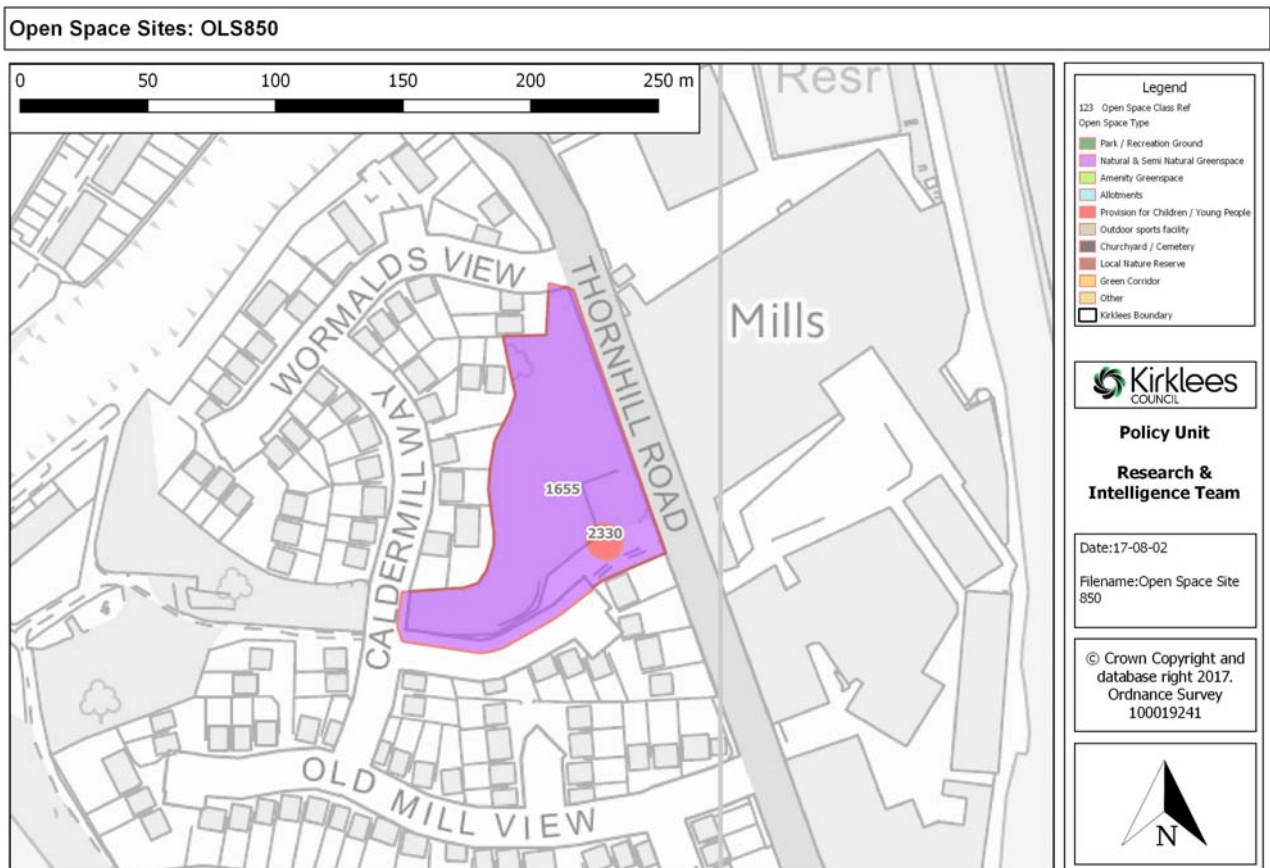 Open Space Sites: OLS850
0 50 100 150 200 250 m
Resr
WORMALDS VIEW
THORNHILL ROAD
Mills
CALDERMILLWAY
1655
2330
OLD MILL VIEW
Legend
123 Open Space Class Ref
Open Space Type
Park / Recreation Ground
Natural & Semi Natural Greenspace
Amenity Greenspace
Allotments
Provision for Children / Young People
Outdoor sports facility
Churchyard / Cemetery
Local Nature Reserve
Green Corridor
Other
Kirklees Boundary
Kirklees
COUNCIL
Policy Unit
Research &
Intelligence Team
Date:17-08-02
Filename:Open Space Site
850
© Crown Copyright and
database right 2017.
Ordnance Survey
100019241
N